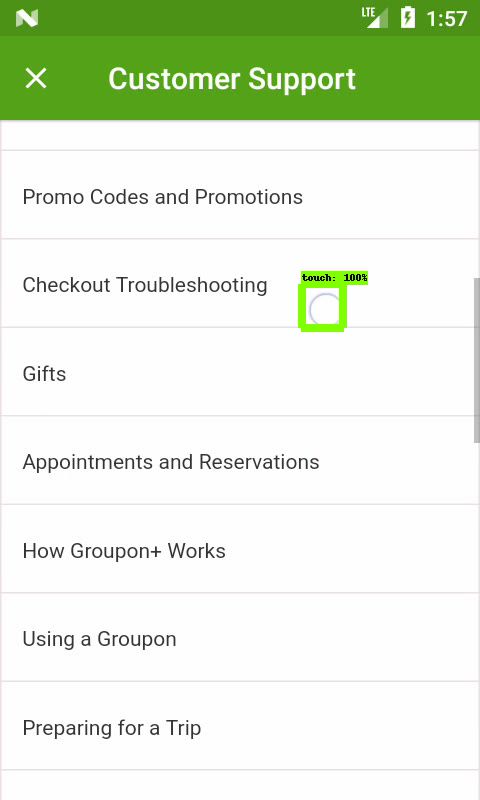 LTE 1:57
Customer Support
Promo Codes and Promotions
touch: 100%
Checkout Troubleshooting
Gifts
Appointments and Reservations
How Groupon+ Works
Using a Groupon
Preparing for a Trip